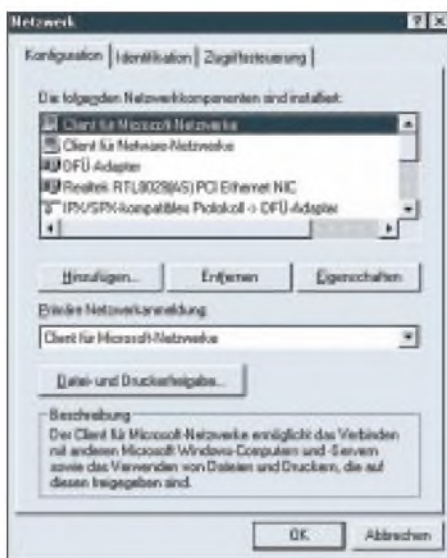 Netzwerk
Konfiguration Identifikation Zugriffssteuerung
Die folgenden Netzwerkkomponenten sind installiert:
Client für Microsoft-Netzwerke
Client für Netware-Netzwerke
DFÜ-Adapter
Realtek RTL8029(AS) PCI Ethernet NIC
IPX/SPX-kompatibles Protokoll -> DFÜ-Adapter
Hinzufügen... Entfernen Eigenschaften
Primäre Netzwerkanmeldung:
Client für Microsoft-Netzwerke
Datei- und Druckerfreigabe...
Beschreibung
Der Client für Microsoft-Netzwerke ermöglicht das Verbinden
mit anderen Microsoft Windows-Computern und -Servern
sowie das Verwenden von Dateien und Druckern, die auf
diesen freigegeben sind.
OK Abbrechen